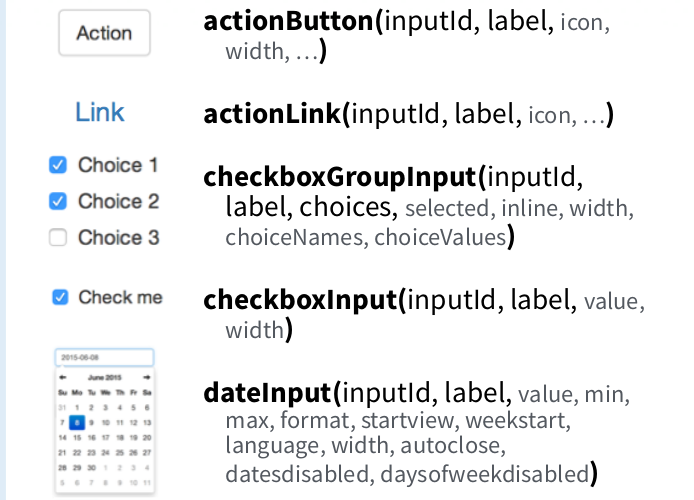 Action
actionButton(inputId, label, icon,
width, …)
Link
actionLink(inputId, label, icon, …)
Choice 1
Choice 2
Choice 3
checkboxGroupInput(inputId,
label, choices, selected, inline, width,
choiceNames, choiceValues)
Check me
checkboxInput(inputId, label, value,
width)
2015-06-08
← June 2015 →
Su Mo Tu We Th Fr Sa
31 1 2 3 4 5 6
7 8 9 10 11 12 13
14 15 16 17 18 19 20
21 22 23 24 25 26 27
28 29 30 1 2 3 4
5 6 7 8 9 10 11
dateInput(inputId, label, value, min,
max, format, startview, weekstart,
language, width, autoclose,
datesdisabled, daysofweekdisabled)